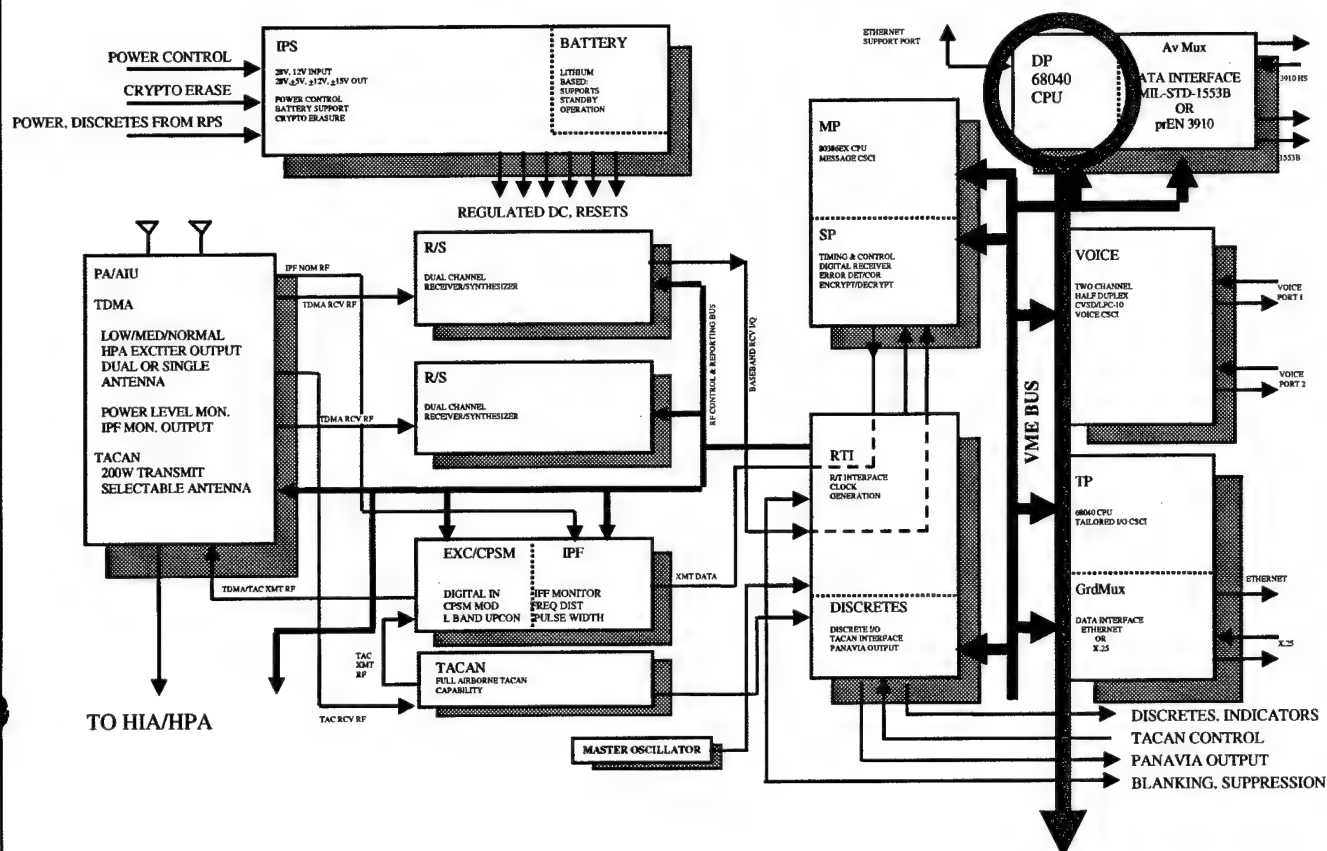 POWER CONTROL
CRYPTO ERASE
POWER, DISCRETES FROM RPS
IPS
28V, 12V INPUT
28V,±5V, ±12V, ±15V OUT
POWER CONTROL
BATTERY SUPPORT
CRYPTO ERASURE
BATTERY
LITHIUM
BASED:
SUPPORTS
STANDBY
OPERATION
REGULATED DC, RESETS
ETHERNET
SUPPORT PORT
DP
68040
CPU
Av Mux
DATA INTERFACE
MIL-STD-1553B
OR
prEN 3910
3910 HS
1553B
MP
80386EX CPU
MESSAGE CSCI
SP
TIMING & CONTROL
DIGITAL RECEIVER
ERROR DET/COR
ENCRYPT/DECRYPT
PA/AIU
TDMA
LOW/MED/NORMAL
HPA EXCITER OUTPUT
DUAL OR SINGLE
ANTENNA
POWER LEVEL MON.
IPF MON. OUTPUT
TACAN
200W TRANSMIT
SELECTABLE ANTENNA
IPF NOM RF
TDMA RCV RF
R/S
DUAL CHANNEL
RECEIVER/SYNTHESIZER
TDMA RCV RF
R/S
DUAL CHANNEL
RECEIVER/SYNTHESIZER
RF CONTROL & REPORTING BUS
BASEBAND RCV I/Q
VME BUS
VOICE
TWO CHANNEL
HALF DUPLEX
CVSD/LPC-10
VOICE CSCI
VOICE
PORT 1
VOICE
PORT 2
RTI
R/T INTERFACE
CLOCK
GENERATION
DISCRETES
DISCRETE I/O
TACAN INTERFACE
PANAVIA OUTPUT
TP
68040 CPU
TAILORED I/O CSCI
GrdMux
DATA INTERFACE
ETHERNET
OR
X.25
ETHERNET
X.25
EXC/CPSM
DIGITAL IN
CPSM MOD
L BAND UPCON
IPF
IFF MONITOR
FREQ DIST
PULSE WIDTH
XMT DATA
TDMA/TAC XMT RF
TAC
XMT
RF
TACAN
FULL AIRBORNE TACAN
CAPABILITY
TAC RCV RF
TO HIA/HPA
MASTER OSCILLATOR
DISCRETES, INDICATORS
TACAN CONTROL
PANAVIA OUTPUT
BLANKING, SUPPRESSION